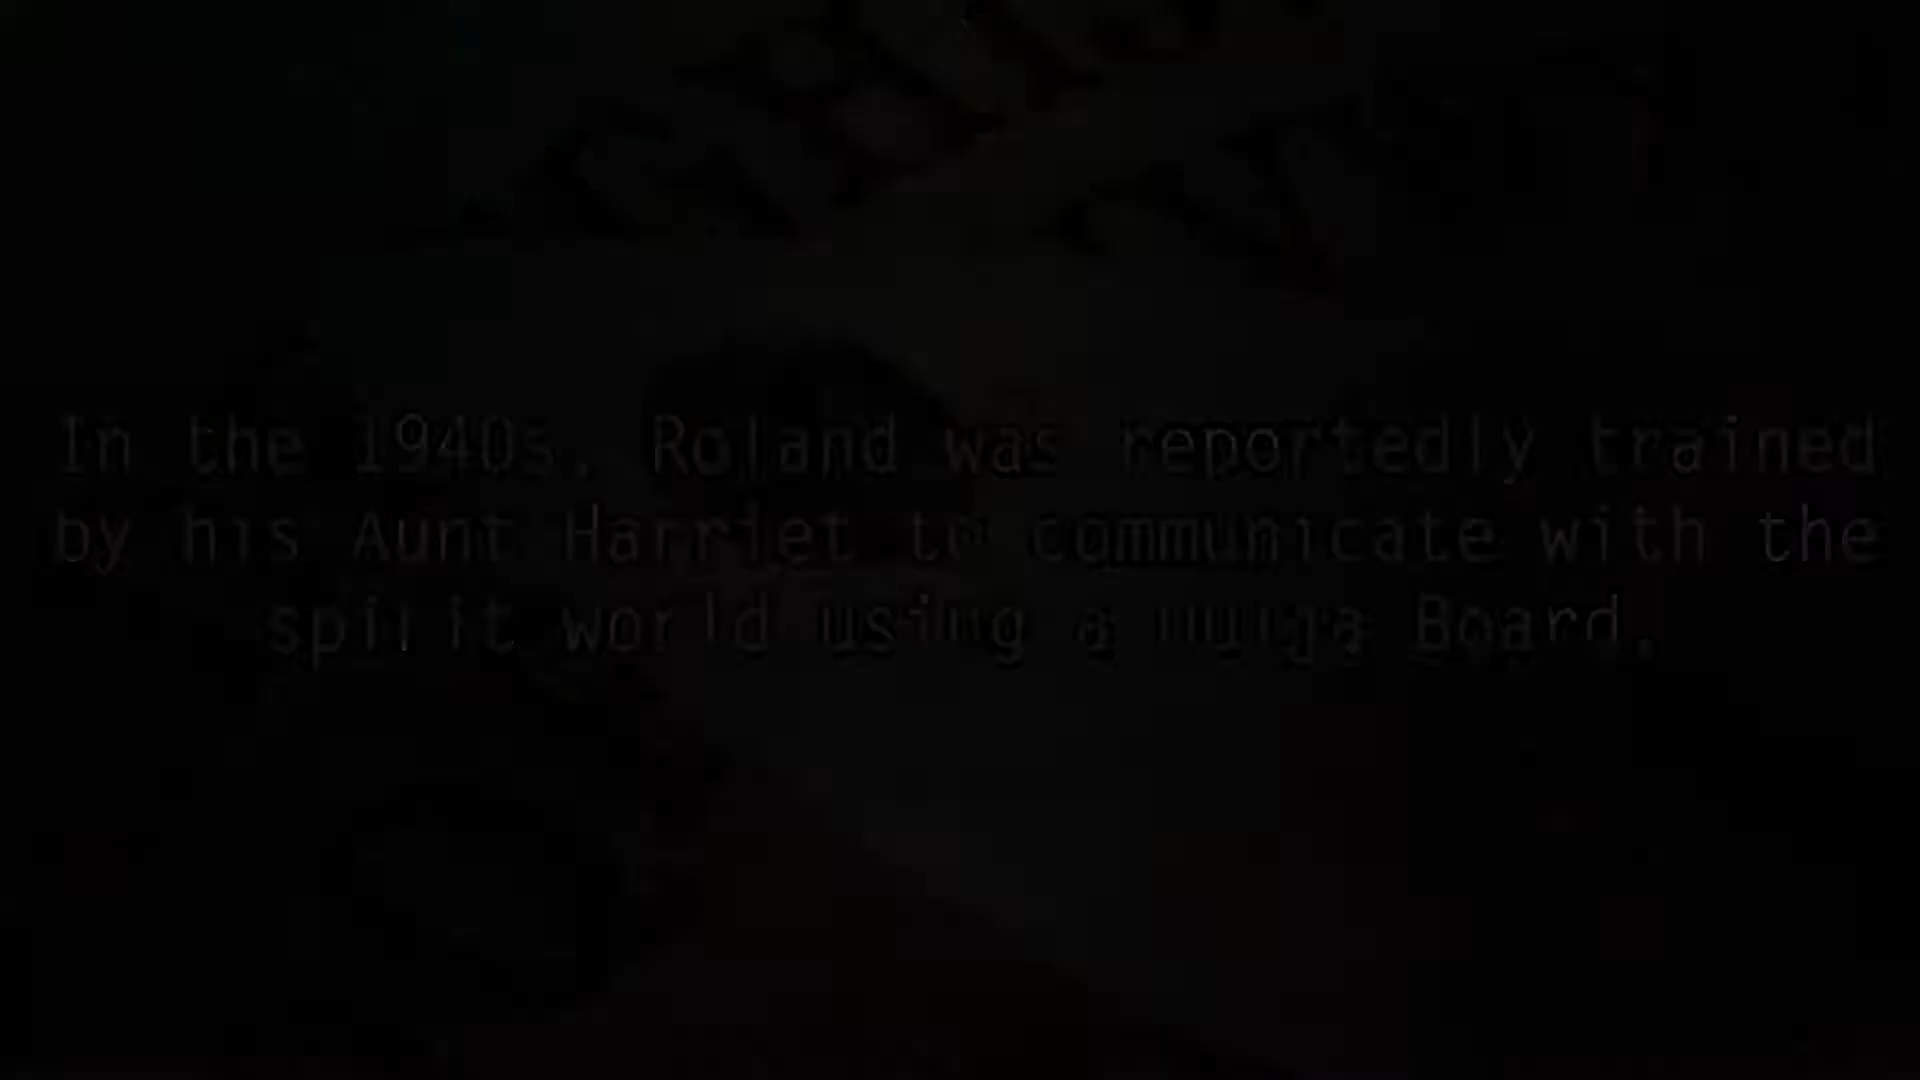 In the 1940s, Roland was reportedly trained
by his Aunt Harriet to communicate with the
spirit world using a Ouija Board.